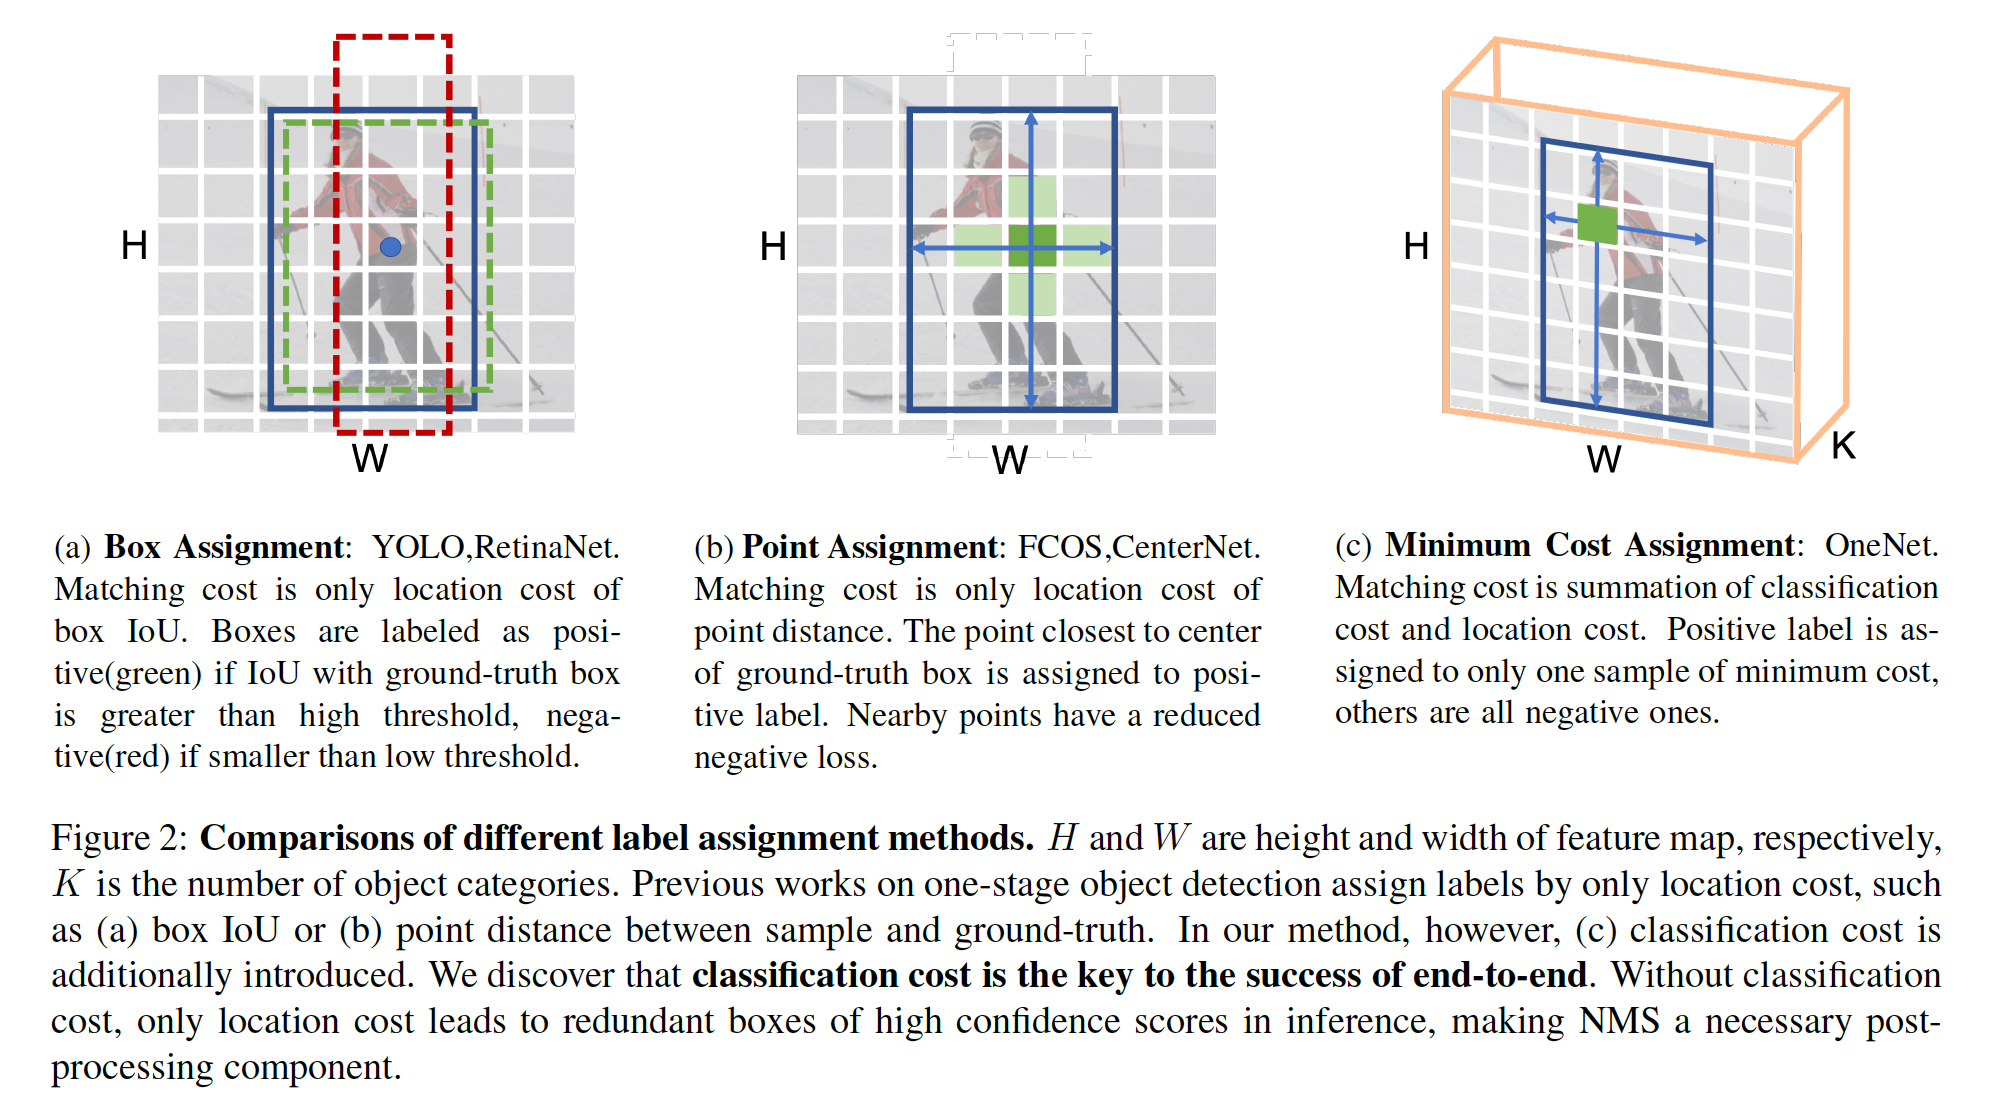 H
W
H
W
H
W
K
(a) Box Assignment: YOLO,RetinaNet.
Matching cost is only location cost of
box IoU. Boxes are labeled as posi-
tive(green) if IoU with ground-truth box
is greater than high threshold, nega-
tive(red) if smaller than low threshold.
(b) Point Assignment: FCOS,CenterNet.
Matching cost is only location cost of
point distance. The point closest to center
of ground-truth box is assigned to posi-
tive label. Nearby points have a reduced
negative loss.
(c) Minimum Cost Assignment: OneNet.
Matching cost is summation of classification
cost and location cost. Positive label is as-
signed to only one sample of minimum cost,
others are all negative ones.
Figure 2: Comparisons of different label assignment methods. H and W are height and width of feature map, respectively,
K is the number of object categories. Previous works on one-stage object detection assign labels by only location cost, such
as (a) box IoU or (b) point distance between sample and ground-truth. In our method, however, (c) classification cost is
additionally introduced. We discover that classification cost is the key to the success of end-to-end. Without classification
cost, only location cost leads to redundant boxes of high confidence scores in inference, making NMS a necessary post-
processing component.